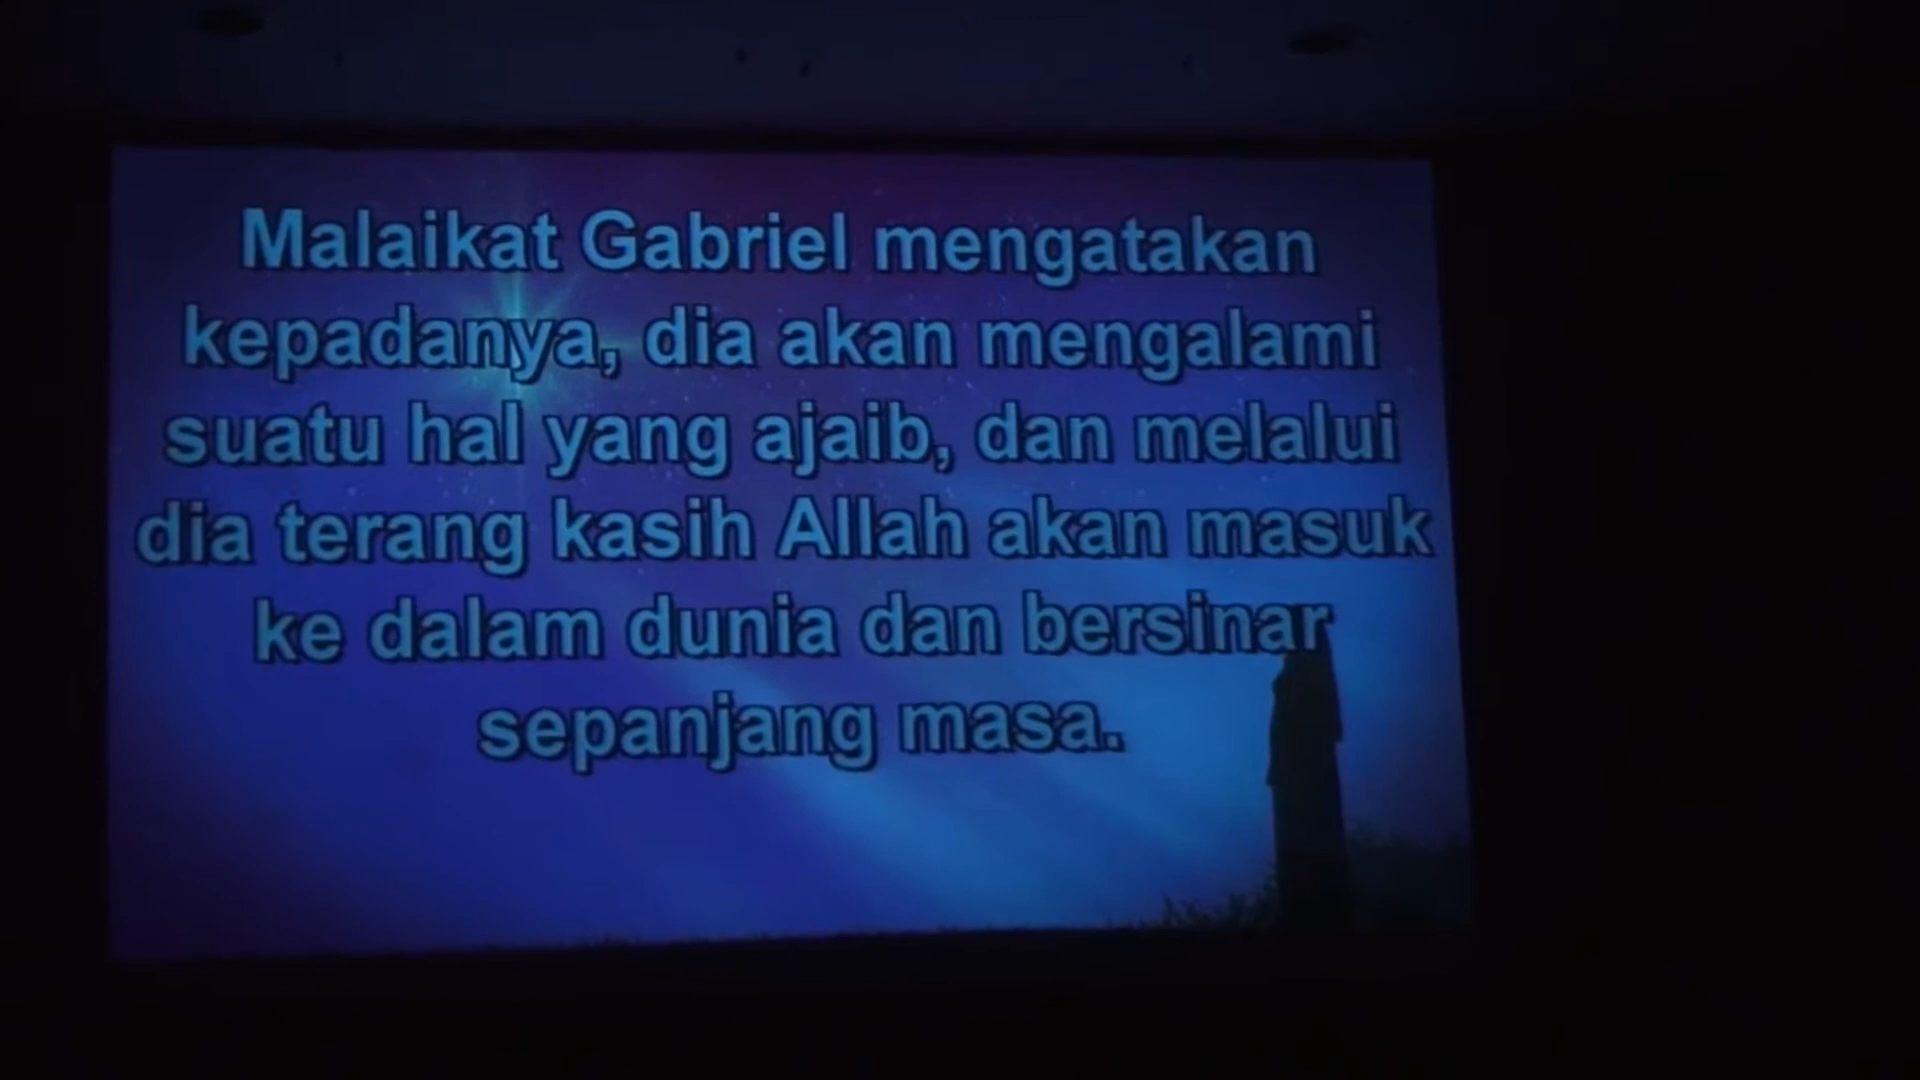 Malaikat Gabriel mengatakan
kepadanya, dia akan mengalami
suatu hal yang ajaib, dan melalui
dia terang kasih Allah akan masuk
ke dalam dunia dan bersinar
sepanjang masa.